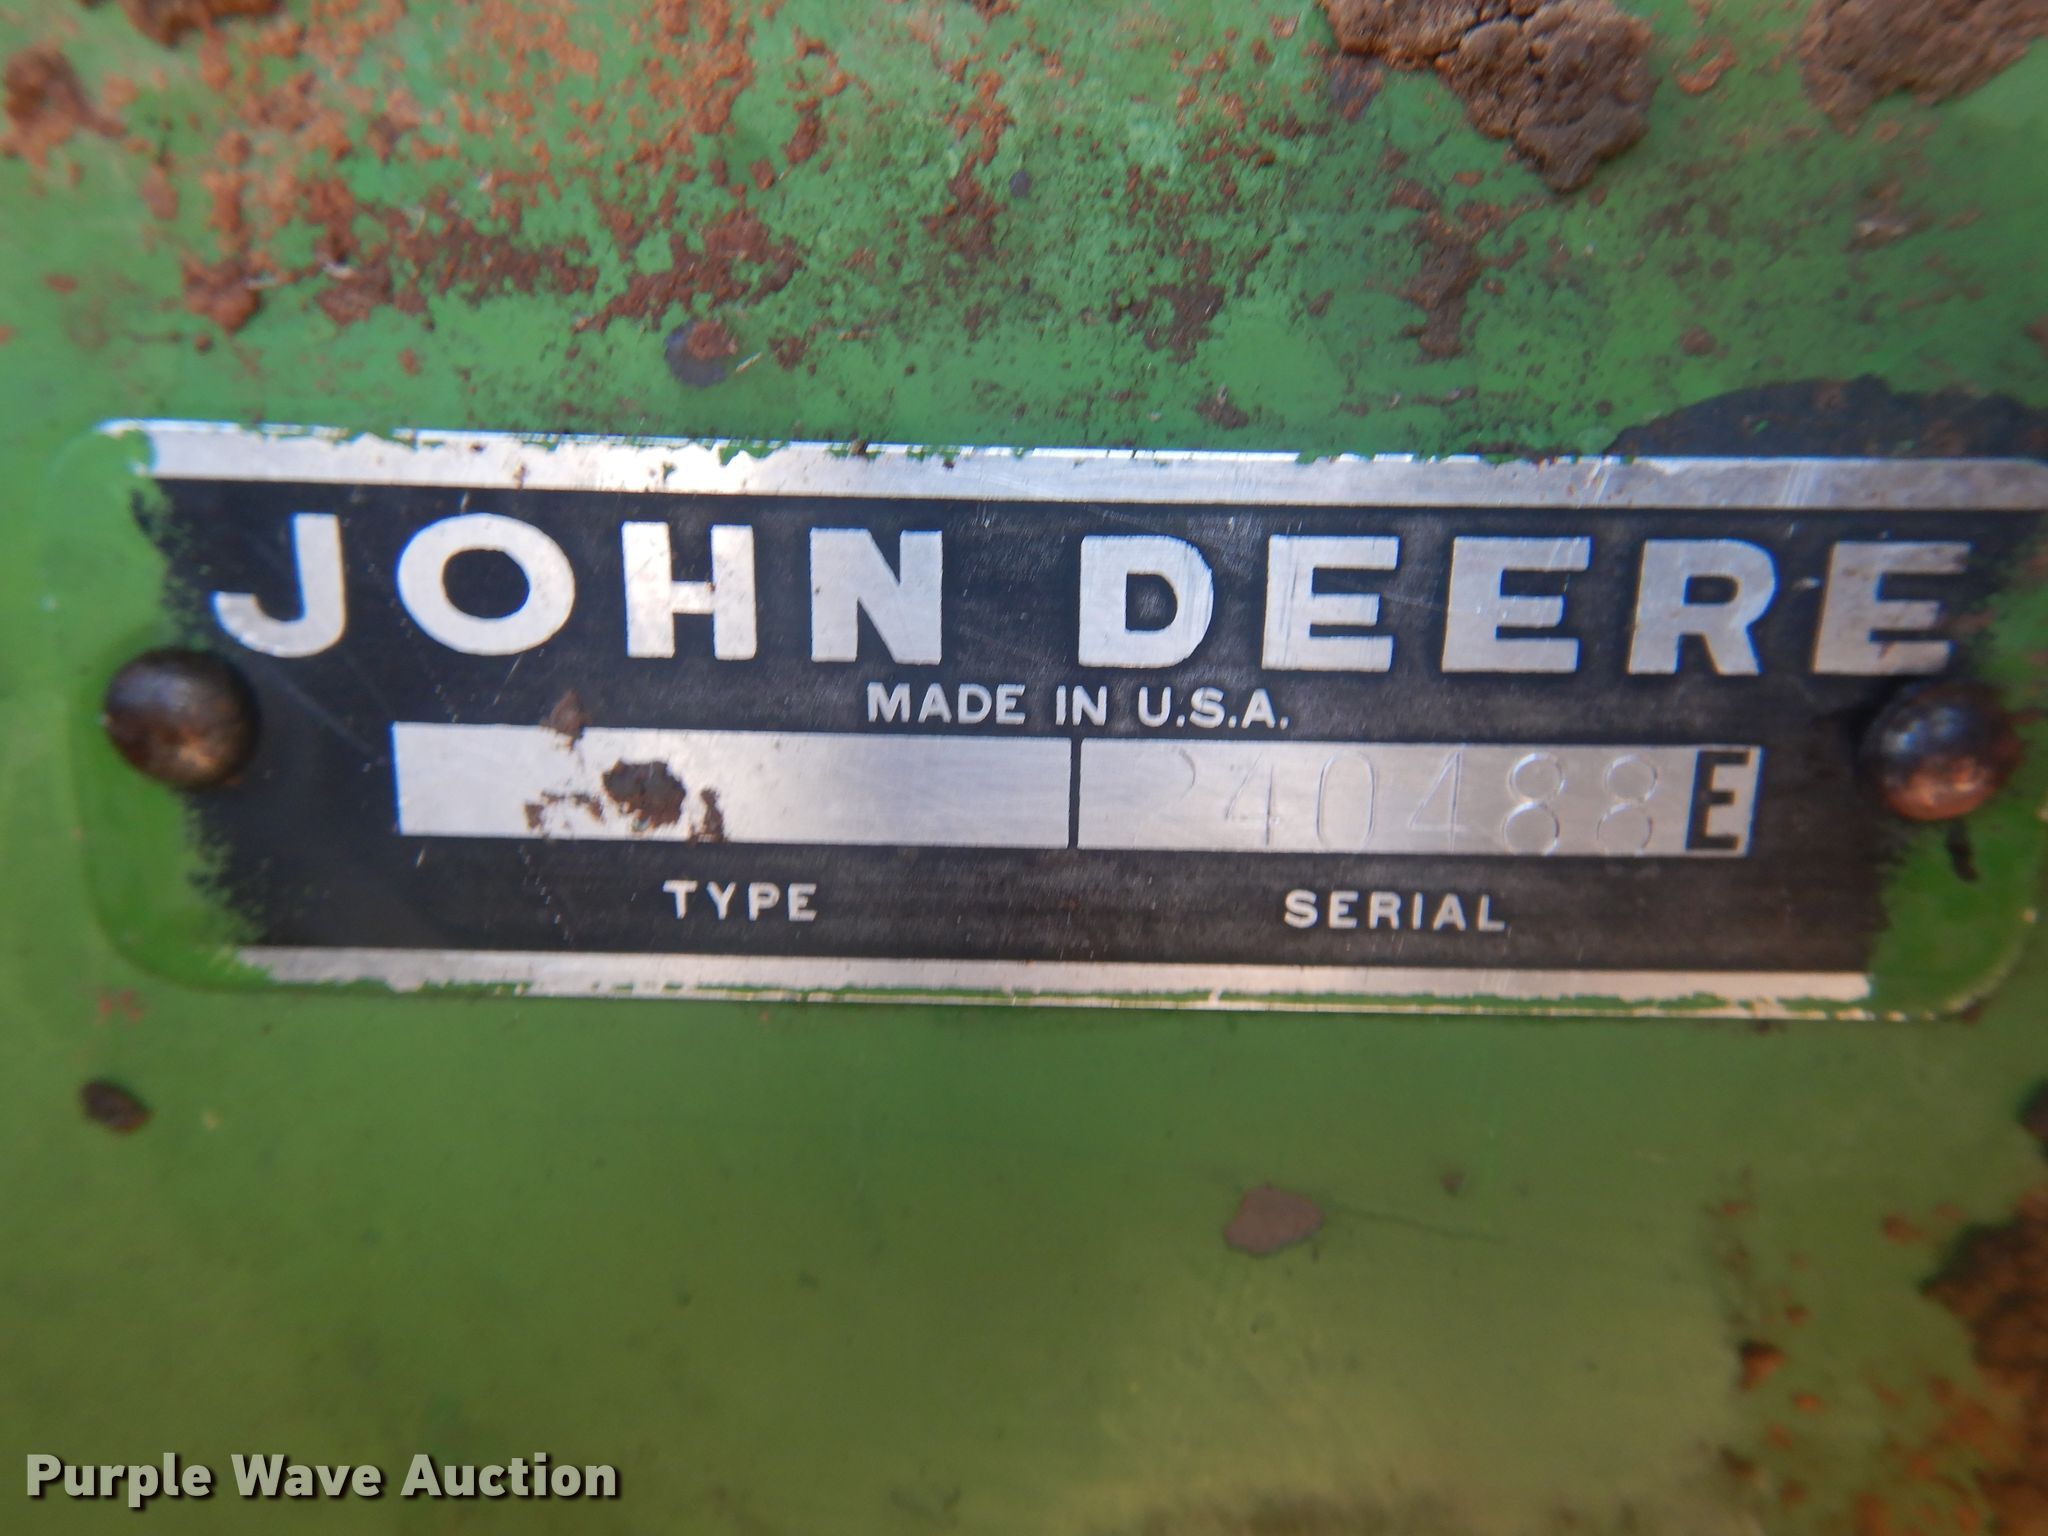 JOHN DEERE
MADE IN U.S.A.
240488E
TYPE SERIAL
Purple Wave Auction